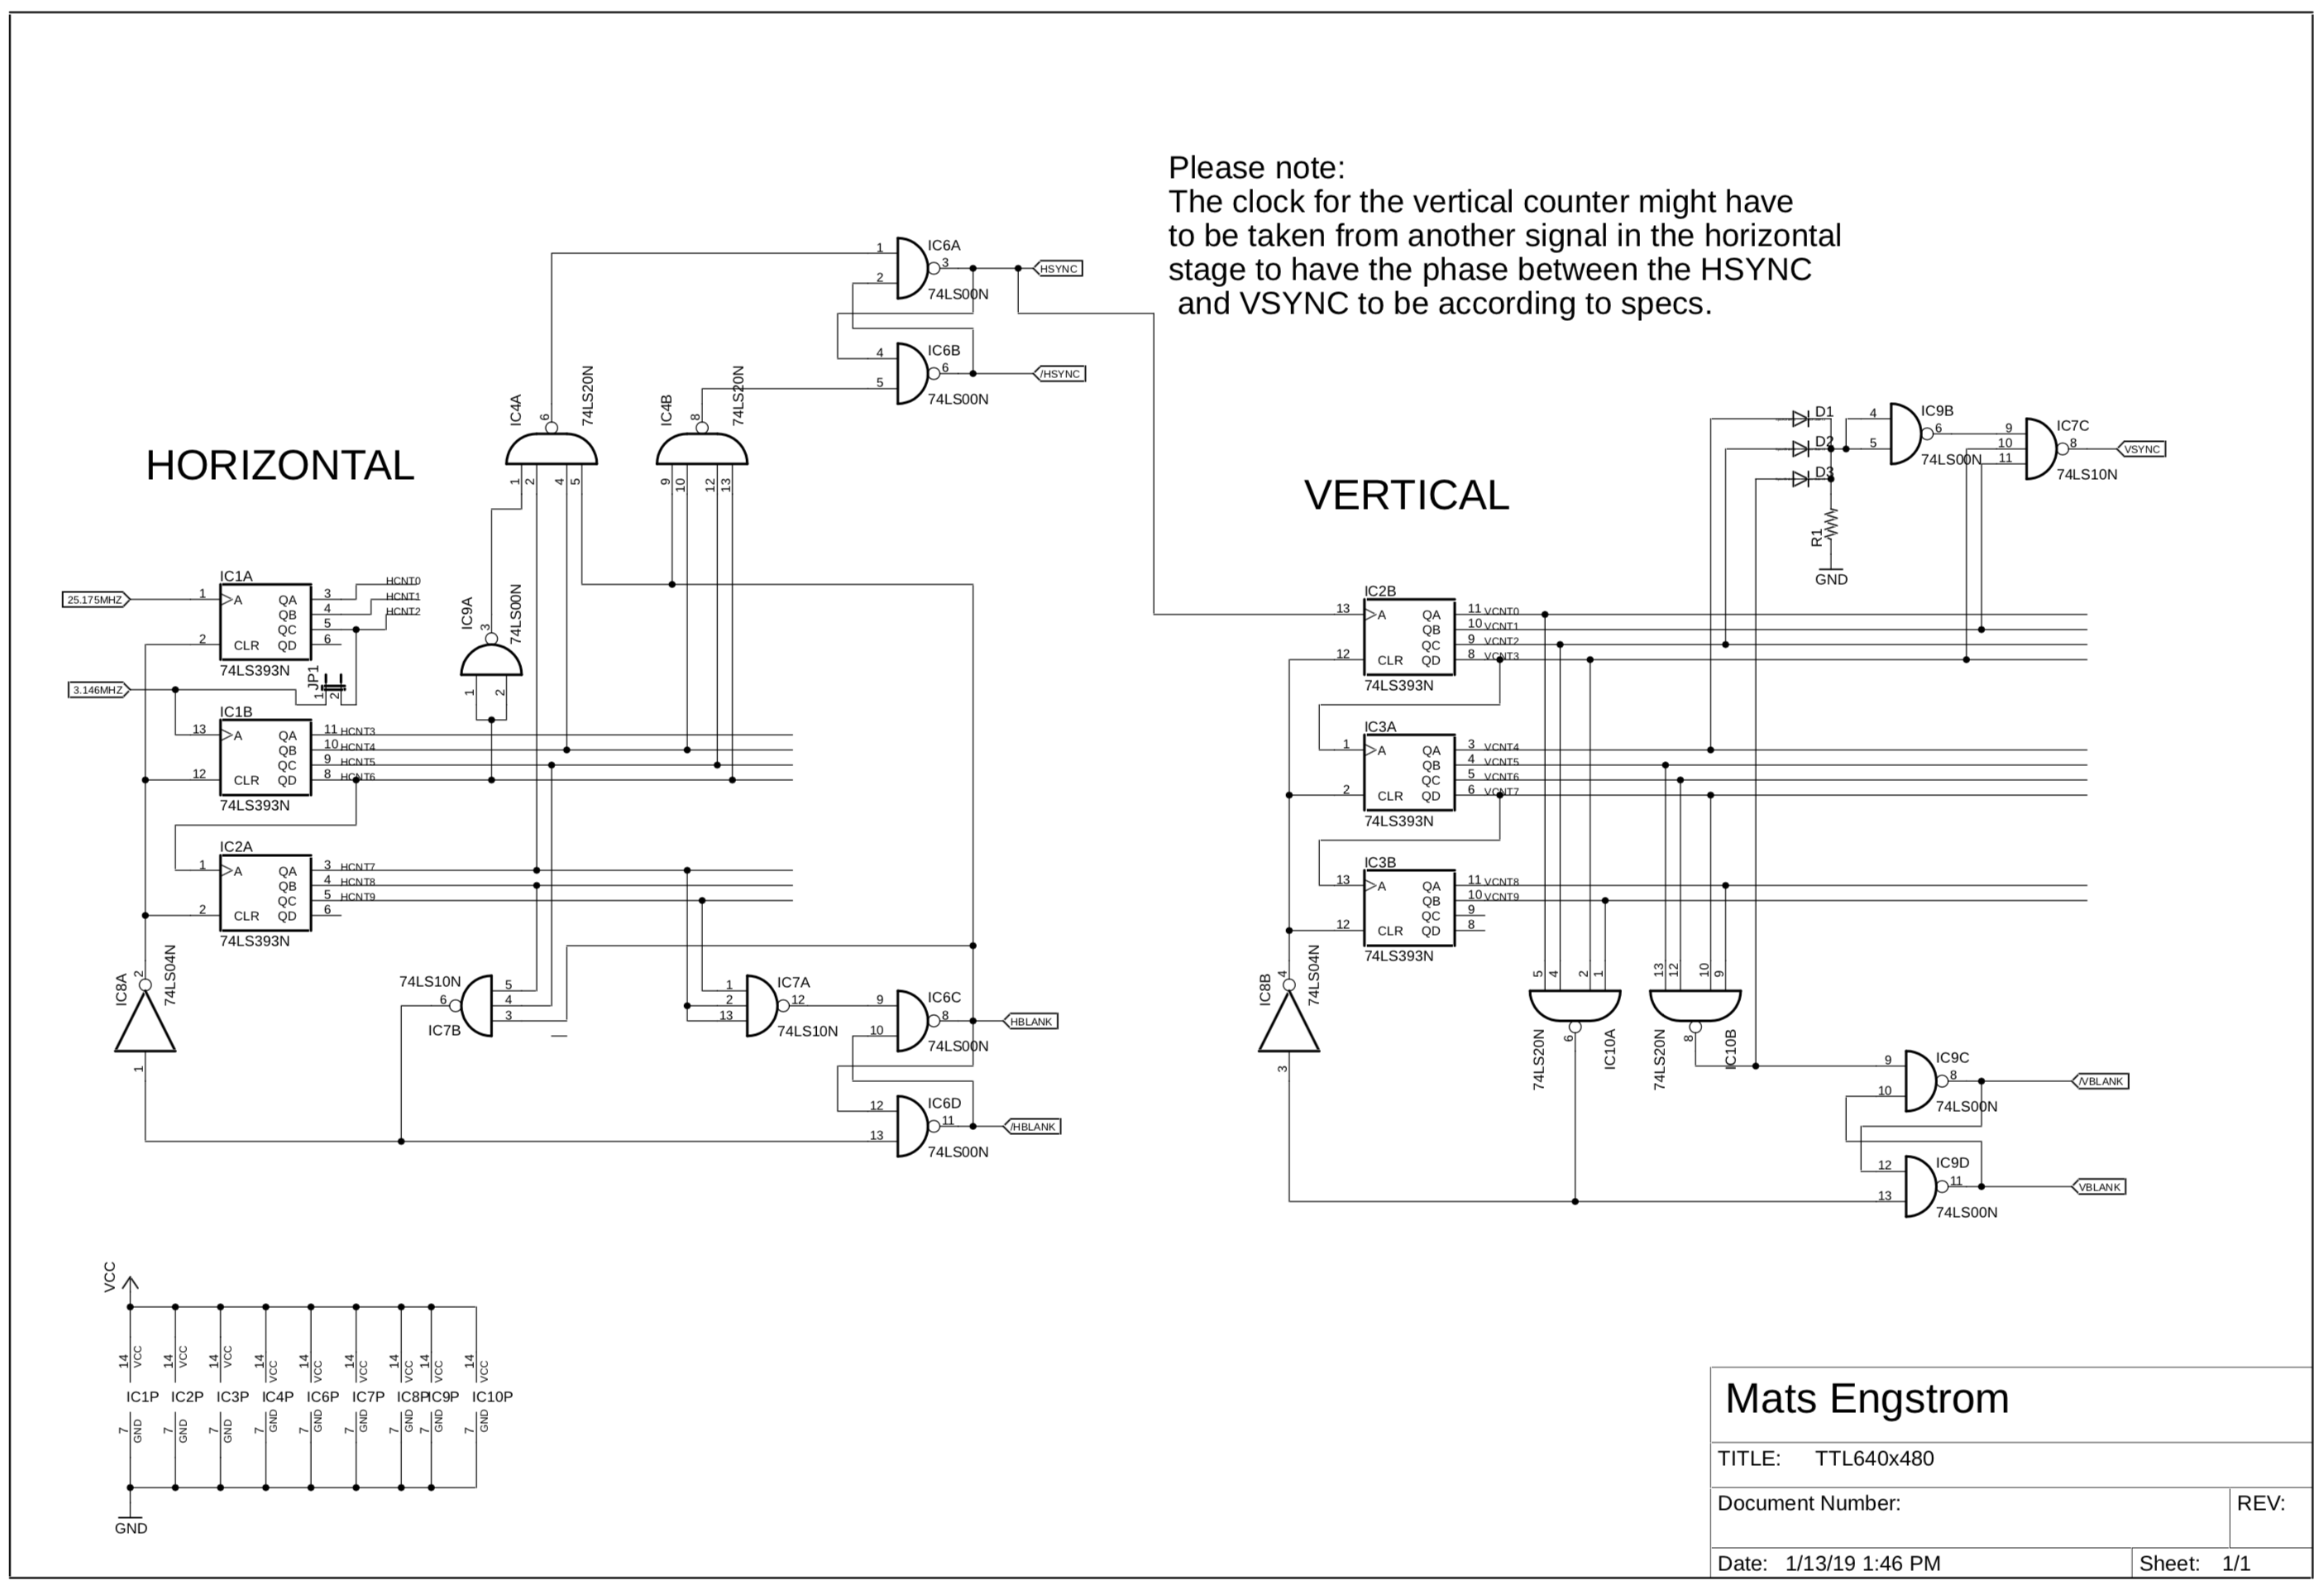 Please note:
The clock for the vertical counter might have
to be taken from another signal in the horizontal
stage to have the phase between the HSYNC
and VSYNC to be according to specs.
HORIZONTAL
IC1A
25.175MHZ
1
A
QA
3
HCNT0
QB
4
HCNT1
QC
5
HCNT2
2
CLR
QD
6
74LS393N
JP1
1
2
3.146MHZ
IC1B
13
A
QA
11
HCNT3
QB
10
HCNT4
QC
9
HCNT5
12
CLR
QD
8
HCNT6
74LS393N
IC2A
1
A
QA
3
HCNT7
QB
4
HCNT8
QC
5
HCNT9
2
CLR
QD
6
74LS393N
IC8A
2
74LS04N
1
IC4A
6
74LS20N
1
2
4
5
IC4B
8
74LS20N
9
10
12
13
IC9A
3
74LS00N
1
2
IC6A
1
2
3
HSYNC
74LS00N
IC6B
4
5
6
/HSYNC
74LS00N
74LS10N
5
4
3
6
IC7B
IC7A
1
2
13
12
74LS10N
IC6C
9
10
8
HBLANK
74LS00N
IC6D
12
13
11
/HBLANK
74LS00N
VERTICAL
IC2B
13
A
QA
11
VCNT0
QB
10
VCNT1
QC
9
VCNT2
12
CLR
QD
8
VCNT3
74LS393N
IC3A
1
A
QA
3
VCNT4
QB
4
VCNT5
QC
5
VCNT6
2
CLR
QD
6
VCNT7
74LS393N
IC3B
13
A
QA
11
VCNT8
QB
10
VCNT9
QC
9
12
CLR
QD
8
74LS393N
IC8B
4
74LS04N
3
D1
D2
D3
R1
GND
IC9B
4
5
6
74LS00N
IC7C
9
10
11
8
VSYNC
74LS10N
5
4
2
1
74LS20N
6
IC10A
13
12
10
9
74LS20N
8
IC10B
IC9C
9
10
8
/VBLANK
74LS00N
IC9D
12
13
11
VBLANK
74LS00N
VCC
14 VCC
14 VCC
14 VCC
14 VCC
14 VCC
14 VCC
14 VCC
14 VCC
14 VCC
IC1P IC2P IC3P IC4P IC6P IC7P IC8P IC9P IC10P
7 GND
7 GND
7 GND
7 GND
7 GND
7 GND
7 GND
7 GND
7 GND
GND
Mats Engstrom
TITLE: TTL640x480
Document Number:
REV:
Date: 1/13/19 1:46 PM
Sheet: 1/1